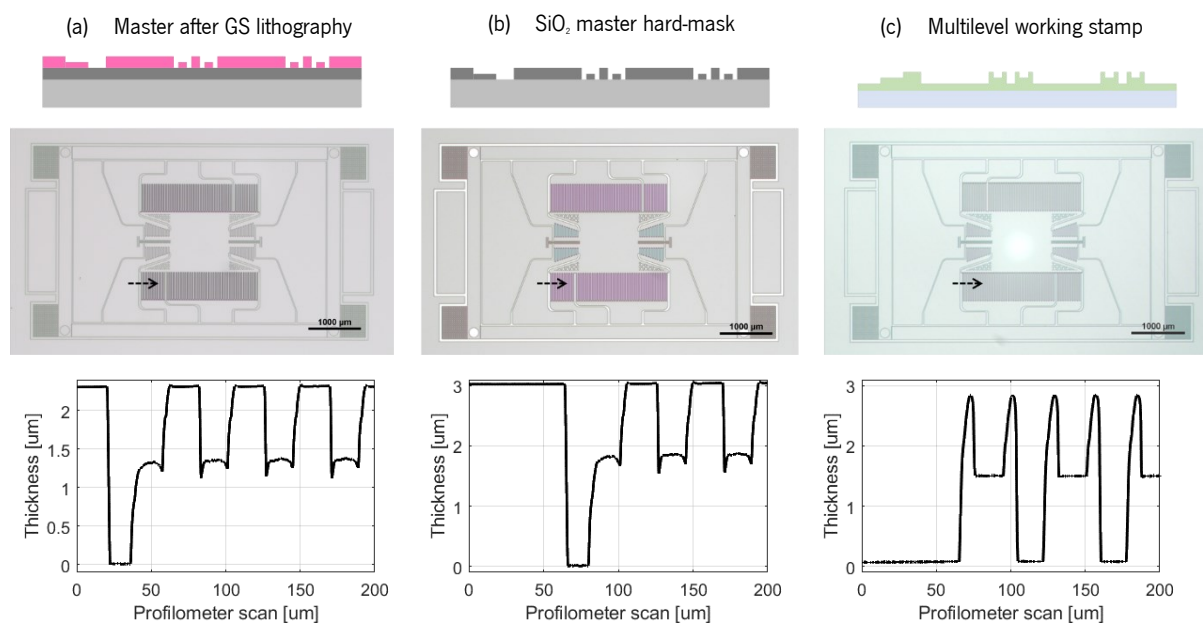 (a) Master after GS lithography
(b) SiO₂ master hard-mask
(c) Multilevel working stamp
1000 µm
1000 µm
1000 µm
Thickness [um]
2
1.5
1
0.5
0
0 50 100 150 200
Profilometer scan [um]
Thickness [um]
3
2
1
0
0 50 100 150 200
Profilometer scan [um]
Thickness [um]
3
2
1
0
0 50 100 150 200
Profilometer scan [um]